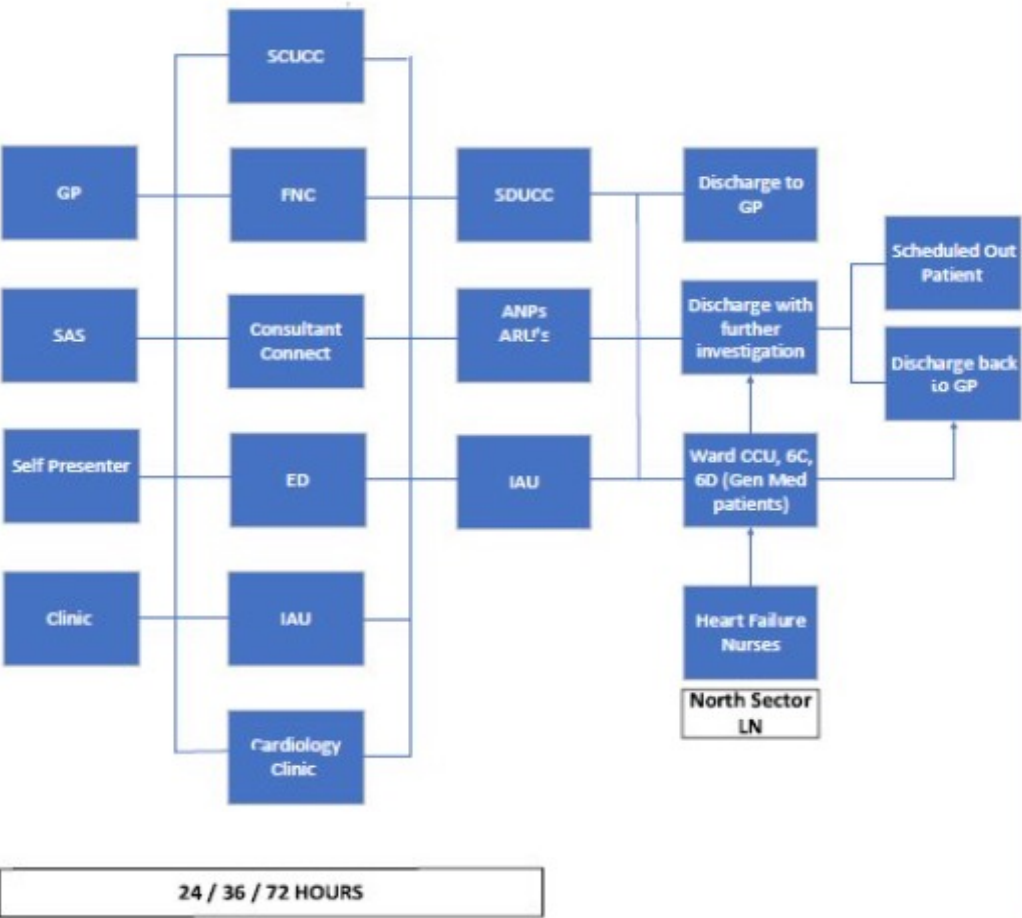 SCUCC
GP
FNC
SDUCC
Discharge to
GP
Scheduled Out
Patient
SAS
Consultant
Connect
ANPs
ARU's
Discharge with
further
investigation
Discharge back
to GP
Self Presenter
ED
IAU
Ward CCU, 6C,
6D (Gen Med
patients)
Clinic
IAU
Heart Failure
Nurses
North Sector
LN
Cardiology
Clinic
24 / 36 / 72 HOURS